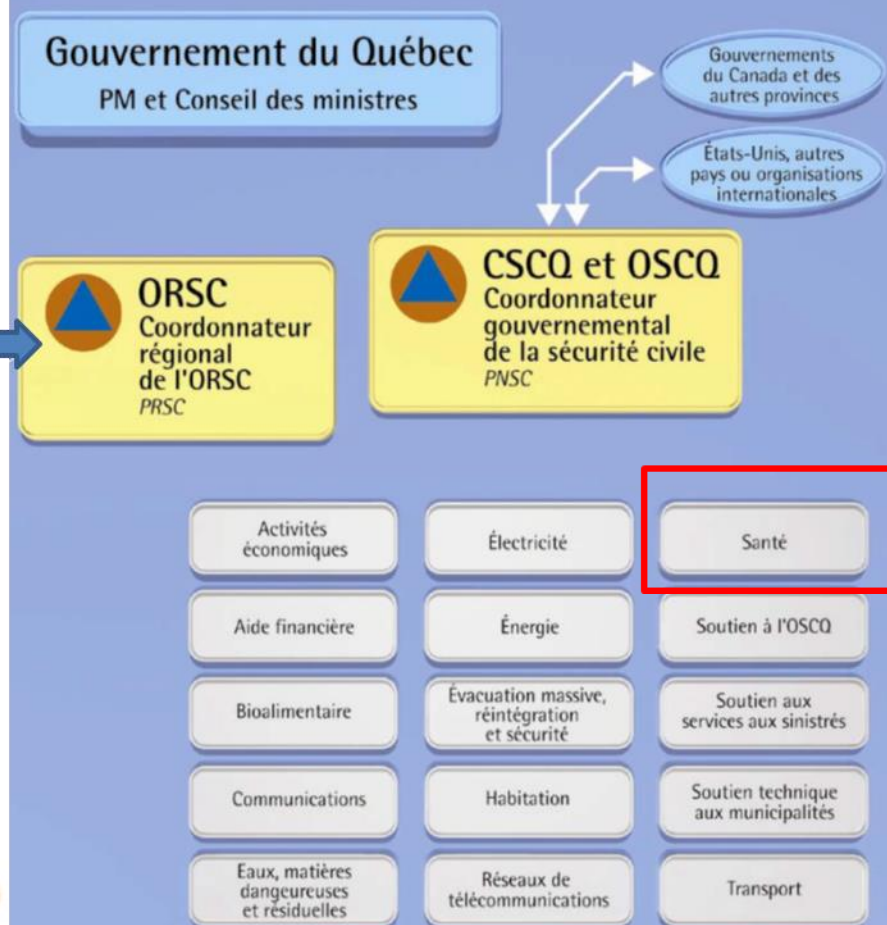 Gouvernement du Québec
PM et Conseil des ministres
Gouvernements
du Canada et des
autres provinces
États-Unis, autres
pays ou organisations
internationales
ORSC
Coordonnateur
régional
de l'ORSC
PRSC
CSCQ et OSCQ
Coordonnateur
gouvernemental
de la sécurité civile
PNSC
Activités
économiques
Électricité
Santé
Aide financière
Énergie
Soutien à l'OSCQ
Bioalimentaire
Évacuation massive,
réintégration
et sécurité
Soutien aux
services aux sinistrés
Communications
Habitation
Soutien technique
aux municipalités
Eaux, matières
dangeureuses
et résiduelles
Réseaux de
télécommunications
Transport